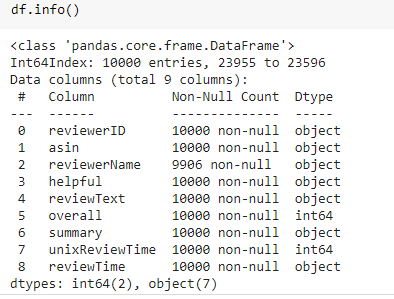 df.info()
<class 'pandas.core.frame.DataFrame'>
Int64Index: 10000 entries, 23955 to 23596
Data columns (total 9 columns):
 #   Column          Non-Null Count  Dtype
---  ------          --------------  -----
 0   reviewerID      10000 non-null  object
 1   asin            10000 non-null  object
 2   reviewerName    9906 non-null   object
 3   helpful         10000 non-null  object
 4   reviewText      10000 non-null  object
 5   overall         10000 non-null  int64
 6   summary         10000 non-null  object
 7   unixReviewTime  10000 non-null  int64
 8   reviewTime      10000 non-null  object
dtypes: int64(2), object(7)